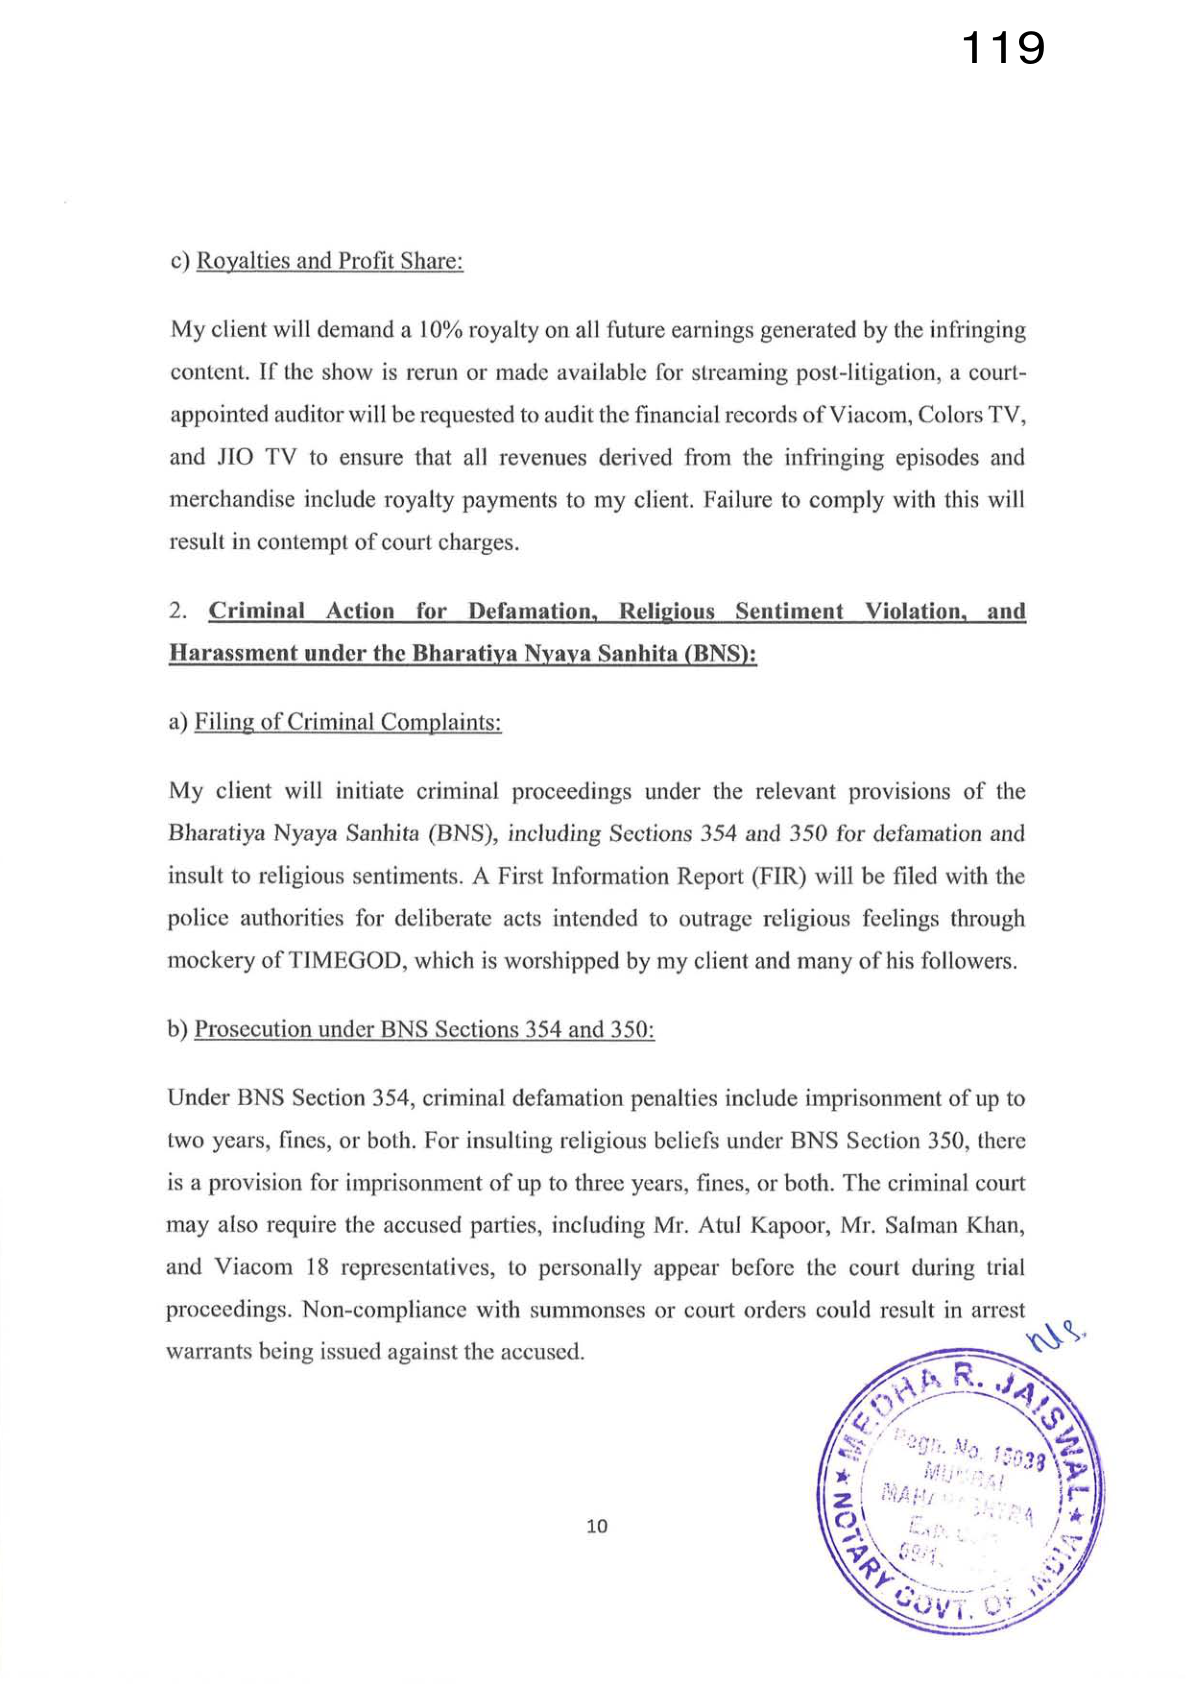 119
c) Royalties and Profit Share:
My client will demand a 10% royalty on all future earnings generated by the infringing
content. If the show is rerun or made available for streaming post-litigation, a court-
appointed auditor will be requested to audit the financial records of Viacom, Colors TV,
and JIO TV to ensure that all revenues derived from the infringing episodes and
merchandise include royalty payments to my client. Failure to comply with this will
result in contempt of court charges.
2. Criminal Action for Defamation, Religious Sentiment Violation, and
Harassment under the Bharatiya Nyaya Sanhita (BNS):
a) Filing of Criminal Complaints:
My client will initiate criminal proceedings under the relevant provisions of the
Bharatiya Nyaya Sanhita (BNS), including Sections 354 and 350 for defamation and
insult to religious sentiments. A First Information Report (FIR) will be filed with the
police authorities for deliberate acts intended to outrage religious feelings through
mockery of TIMEGOD, which is worshipped by my client and many of his followers.
b) Prosecution under BNS Sections 354 and 350:
Under BNS Section 354, criminal defamation penalties include imprisonment of up to
two years, fines, or both. For insulting religious beliefs under BNS Section 350, there
is a provision for imprisonment of up to three years, fines, or both. The criminal court
may also require the accused parties, including Mr. Atul Kapoor, Mr. Salman Khan,
and Viacom 18 representatives, to personally appear before the court during trial
proceedings. Non-compliance with summonses or court orders could result in arrest
warrants being issued against the accused.
MEDHA R. JAISWAL
Regn. No. 15038
MUMBAI
MAHARASHTRA
NOTARY GOVT. OF INDIA
10